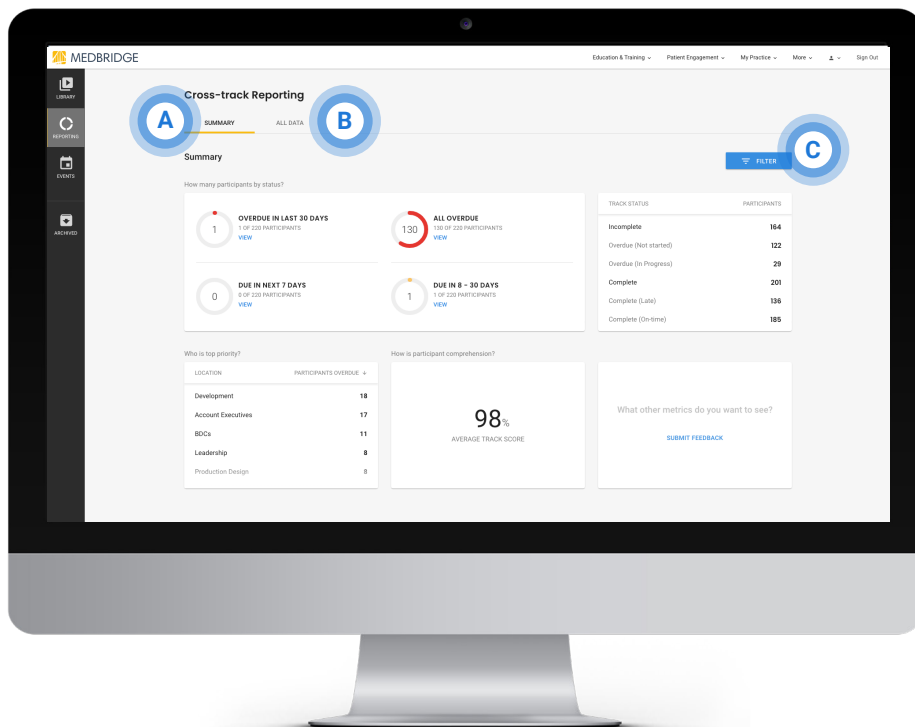 MEDBRIDGE
Education & Training Patient Engagement My Practice More Sign Out
LIBRARY
REPORTING
EVENTS
ARCHIVED
Cross-track Reporting
A
SUMMARY
ALL DATA
B
Summary
FILTER
C
How many participants by status?
1
OVERDUE IN LAST 30 DAYS
1 OF 220 PARTICIPANTS
VIEW
130
ALL OVERDUE
130 OF 220 PARTICIPANTS
VIEW
0
DUE IN NEXT 7 DAYS
0 OF 220 PARTICIPANTS
VIEW
1
DUE IN 8 - 30 DAYS
1 OF 220 PARTICIPANTS
VIEW
TRACK STATUS PARTICIPANTS
Incomplete 164
Overdue (Not started) 122
Overdue (In Progress) 29
Complete 201
Complete (Late) 136
Complete (On-time) 185
Who is top priority?
LOCATION PARTICIPANTS OVERDUE ↓
Development 18
Account Executives 17
BDCs 11
Leadership 8
Production Design 8
How is participant comprehension?
98%
AVERAGE TRACK SCORE
What other metrics do you want to see?
SUBMIT FEEDBACK